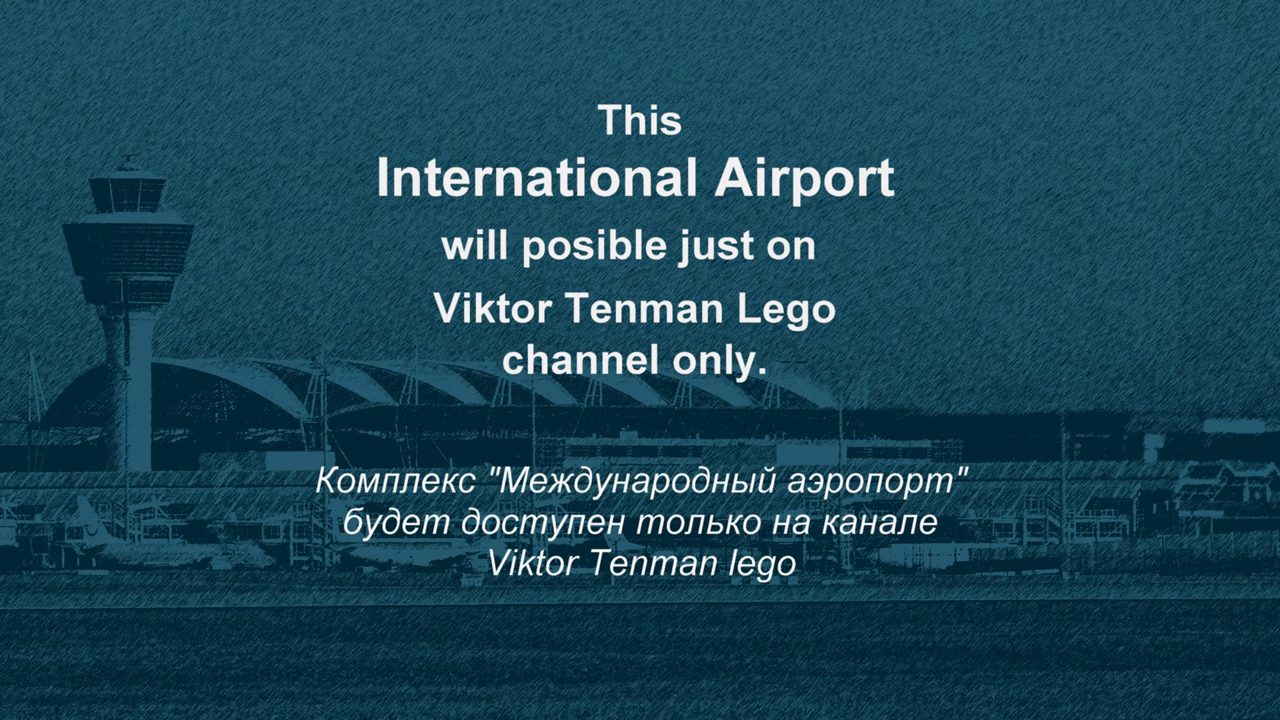 This
International Airport
will posible just on
Viktor Tenman Lego
channel only.
Комплекс "Международный аэропорт"
будет доступен только на канале
Viktor Tenman lego